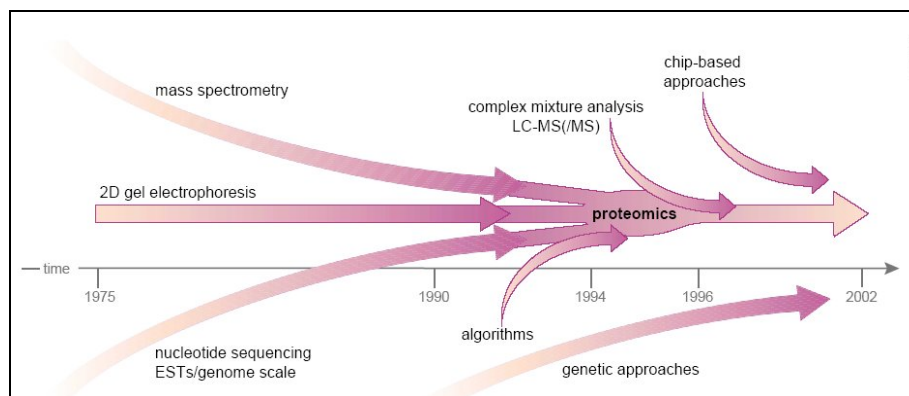 chip-based
approaches
mass spectrometry
complex mixture analysis
LC-MS(/MS)
2D gel electrophoresis
proteomics
time
1975
1990
1994
1996
2002
algorithms
nucleotide sequencing
ESTs/genome scale
genetic approaches